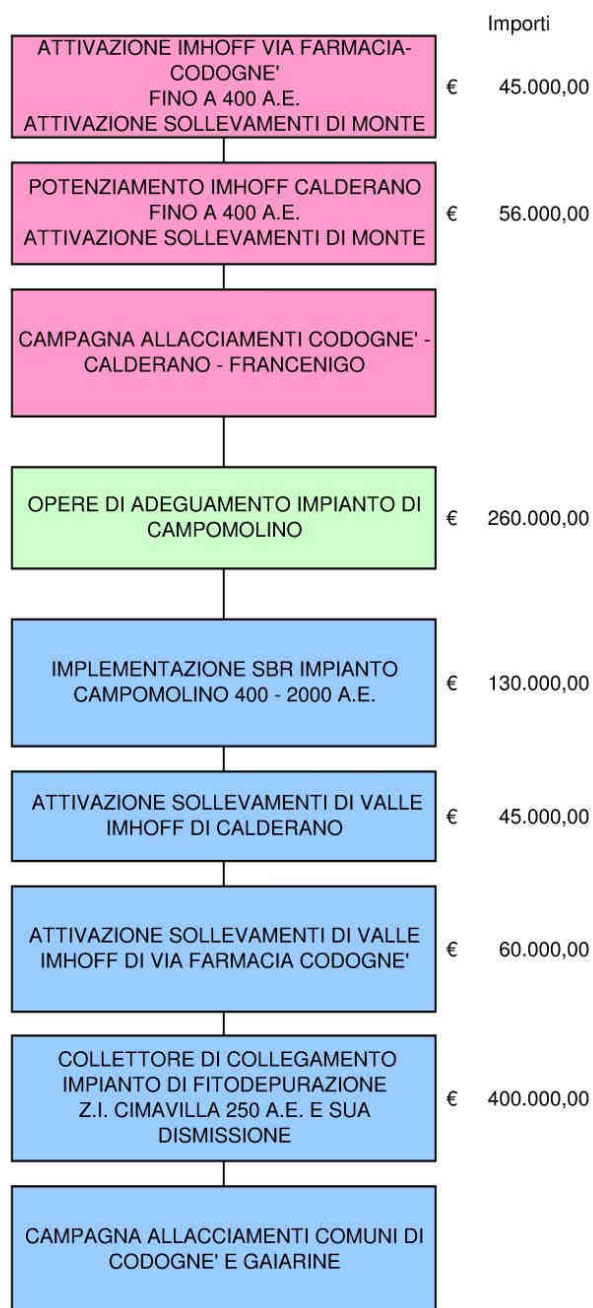 Importi
ATTIVAZIONE IMHOFF VIA FARMACIA-
CODOGNE'
FINO A 400 A.E.
ATTIVAZIONE SOLLEVAMENTI DI MONTE
€ 45.000,00
POTENZIAMENTO IMHOFF CALDERANO
FINO A 400 A.E.
ATTIVAZIONE SOLLEVAMENTI DI MONTE
€ 56.000,00
CAMPAGNA ALLACCIAMENTI CODOGNE' -
CALDERANO - FRANCENIGO
OPERE DI ADEGUAMENTO IMPIANTO DI
CAMPOMOLINO
€ 260.000,00
IMPLEMENTAZIONE SBR IMPIANTO
CAMPOMOLINO 400 - 2000 A.E.
€ 130.000,00
ATTIVAZIONE SOLLEVAMENTI DI VALLE
IMHOFF DI CALDERANO
€ 45.000,00
ATTIVAZIONE SOLLEVAMENTI DI VALLE
IMHOFF DI VIA FARMACIA CODOGNE'
€ 60.000,00
COLLETTORE DI COLLEGAMENTO
IMPIANTO DI FITODEPURAZIONE
Z.I. CIMAVILLA 250 A.E. E SUA
DISMISSIONE
€ 400.000,00
CAMPAGNA ALLACCIAMENTI COMUNI DI
CODOGNE' E GAIARINE